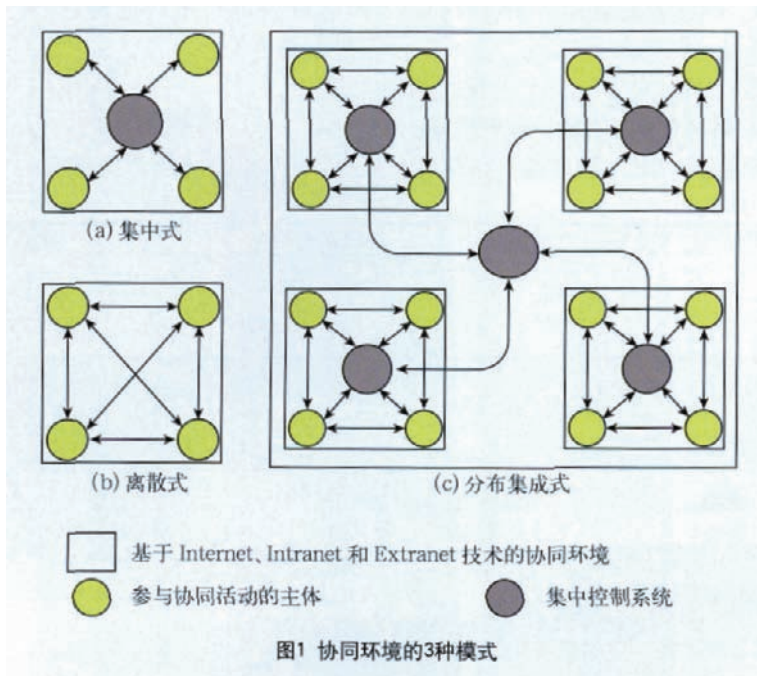 (a) 集中式
(b) 离散式
(c) 分布集成式
基于 Internet、Intranet 和 Extranet 技术的协同环境
参与协同活动的主体
集中控制系统
图1 协同环境的3种模式